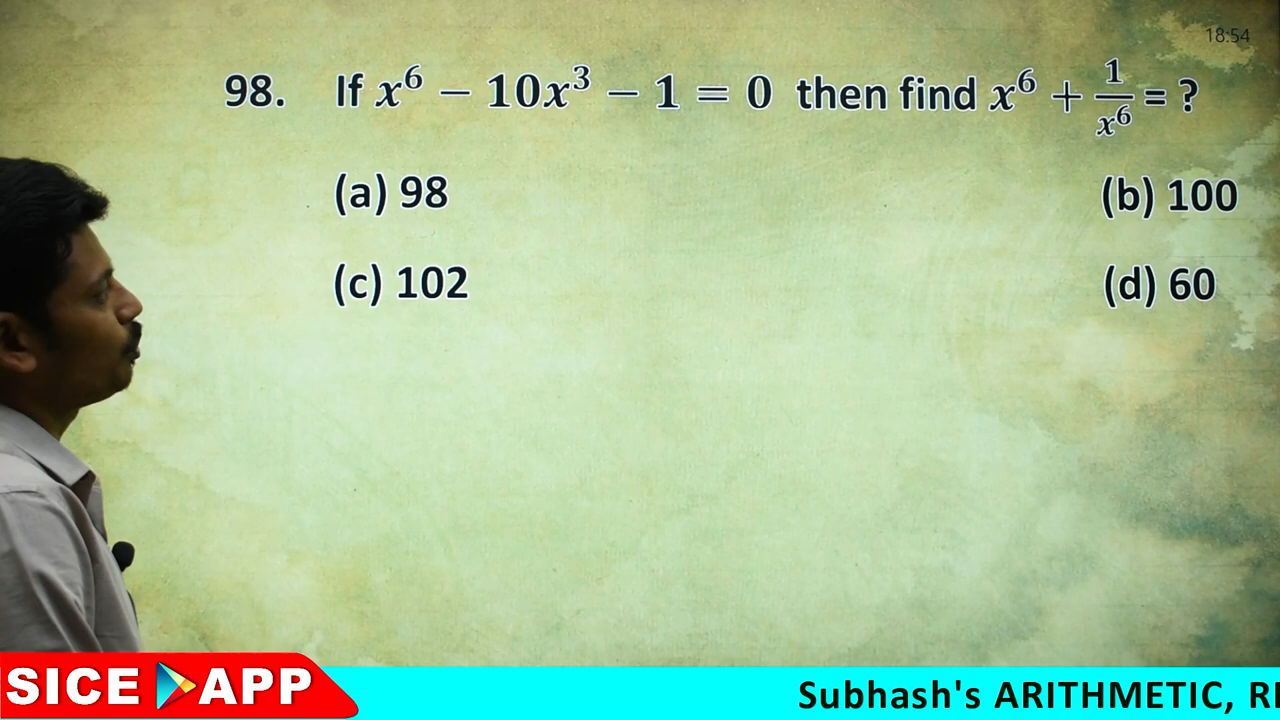 18:54
98. If x⁶ − 10x³ − 1 = 0 then find x⁶ + 1/x⁶ = ?
(a) 98 (b) 100
(c) 102 (d) 60
SICE APP
Subhash's ARITHMETIC,